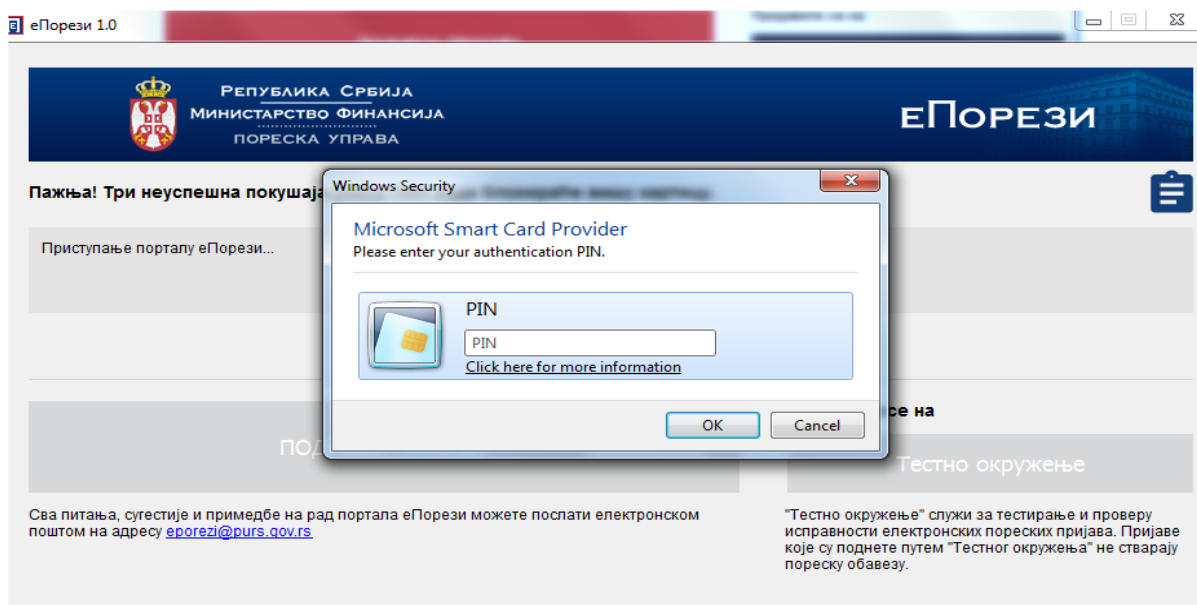 еПорези 1.0
Република Србија
Министарство Финансија
пореска управа
еПорези
Пажња! Три неуспешна покушаја
Приступање порталу еПорези...
Windows Security
Microsoft Smart Card Provider
Please enter your authentication PIN.
PIN
PIN
Click here for more information
OK
Cancel
се на
Тестно окружење
Сва питања, сугестије и примедбе на рад портала еПорези можете послати електронском
поштом на адресу eporezi@purs.gov.rs
"Тестно окружење" служи за тестирање и проверу
исправности електронских пореских пријава. Пријаве
које су поднете путем "Тестног окружења" не стварају
пореску обавезу.